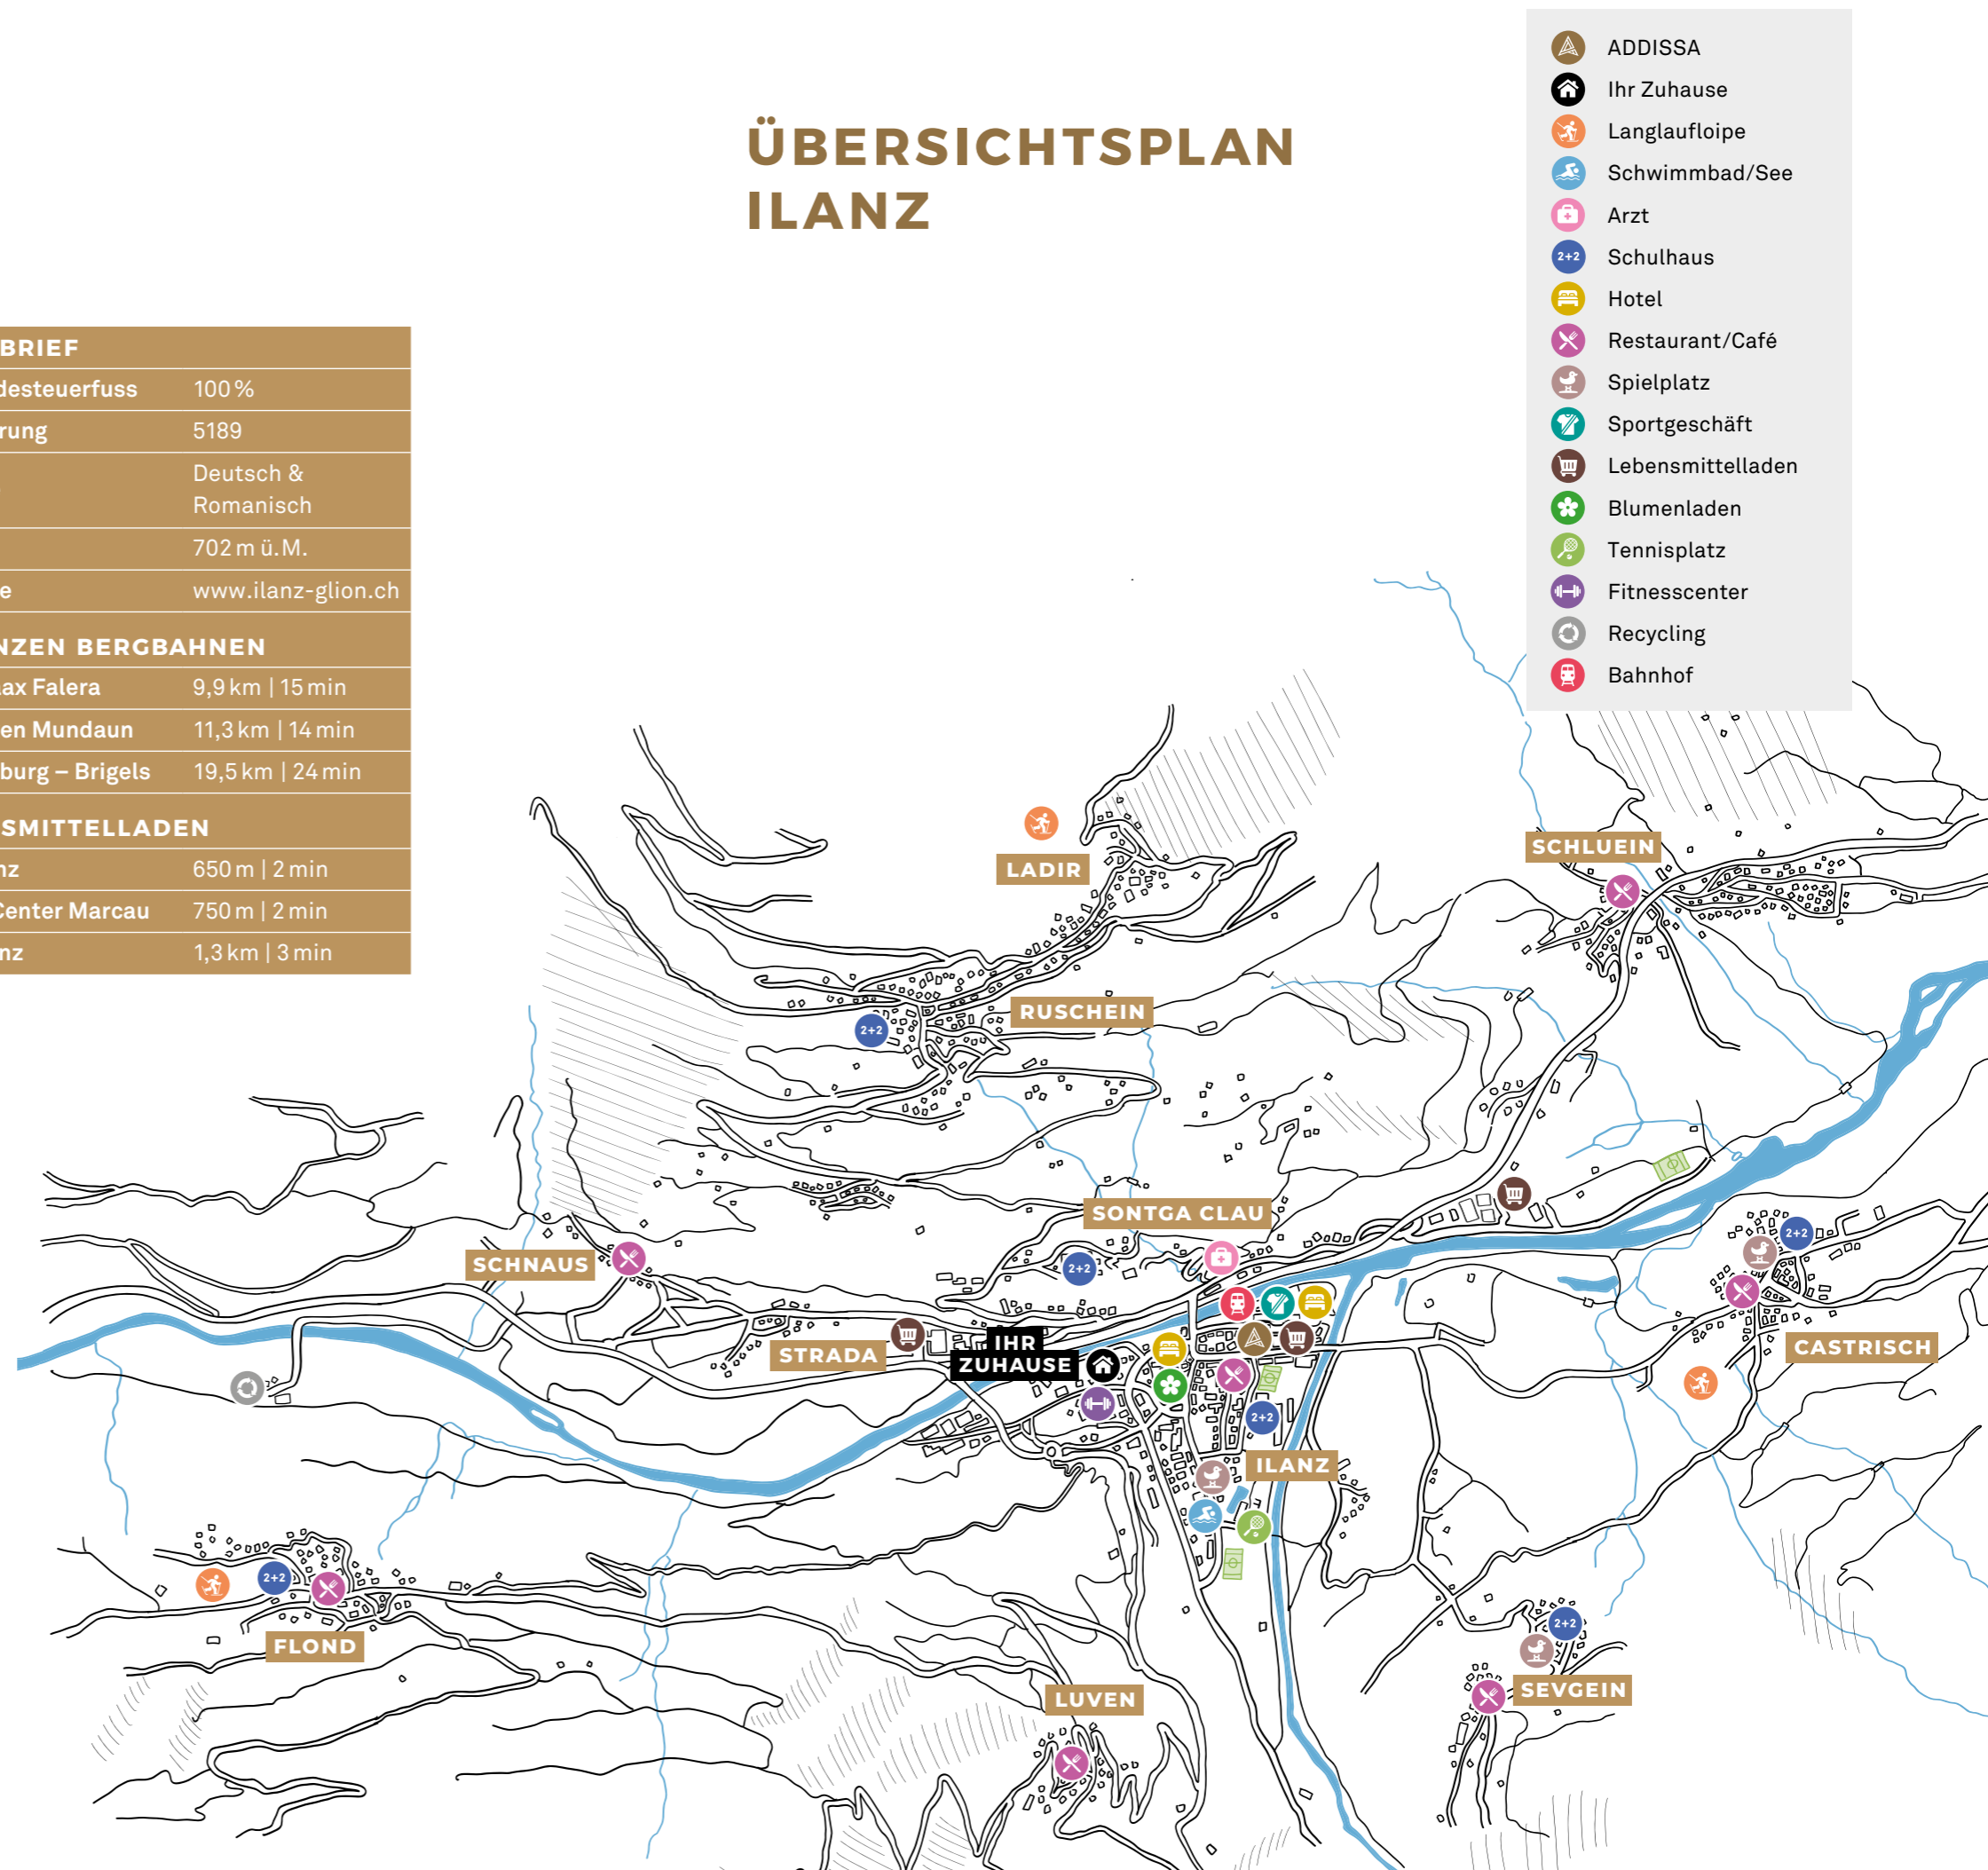 ÜBERSICHTSPLAN
ILANZ
ADDISSA
Ihr Zuhause
Langlaufloipe
Schwimmbad/See
Arzt
2+2 Schulhaus
Hotel
Restaurant/Café
Spielplatz
Sportgeschäft
Lebensmittelladen
Blumenladen
Tennisplatz
Fitnesscenter
Recycling
Bahnhof
BRIEF
desteuerfuss 100%
rung 5189
Deutsch &
Romanisch
702 m ü.M.
e www.ilanz-glion.ch
NZEN BERGBAHNEN
ax Falera 9,9 km | 15 min
en Mundaun 11,3 km | 14 min
burg – Brigels 19,5 km | 24 min
SMITTELLADEN
nz 650 m | 2 min
Center Marcau 750 m | 2 min
nz 1,3 km | 3 min
SCHLUEIN
LADIR
RUSCHEIN
2+2
SONTGA CLAU
2+2
SCHNAUS
2+2
STRADA
IHR
ZUHAUSE
CASTRISCH
2+2
ILANZ
2+2
FLOND
2+2
SEVGEIN
LUVEN